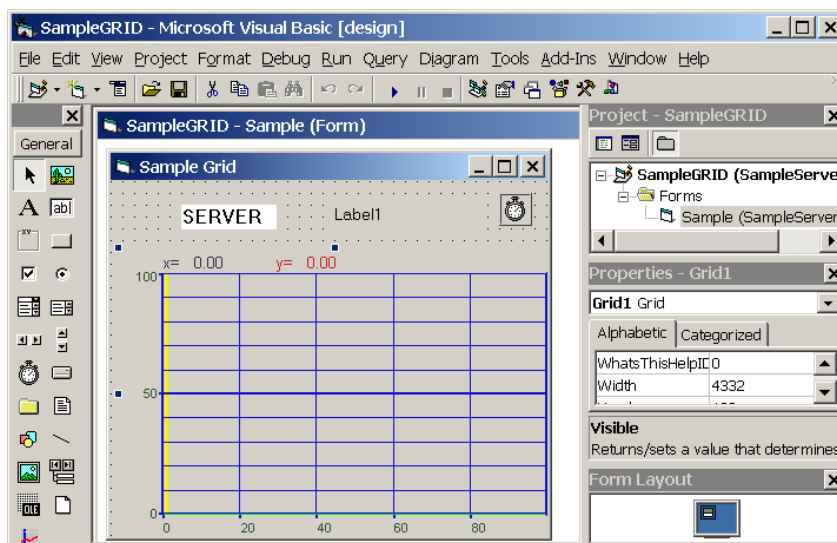 SampleGRID - Microsoft Visual Basic [design]
File Edit View Project Format Debug Run Query Diagram Tools Add-Ins Window Help
General
A ab|
XY
OLE
SampleGRID - Sample (Form)
Sample Grid
SERVER Label1
x= 0.00 y= 0.00
100
50
0
0 20 40 60 80
Project - SampleGRID
SampleGRID (SampleServe
Forms
Sample (SampleServer
Properties - Grid1
Grid1 Grid
Alphabetic Categorized
WhatsThisHelpID 0
Width 4332
Visible
Returns/sets a value that determines
Form Layout